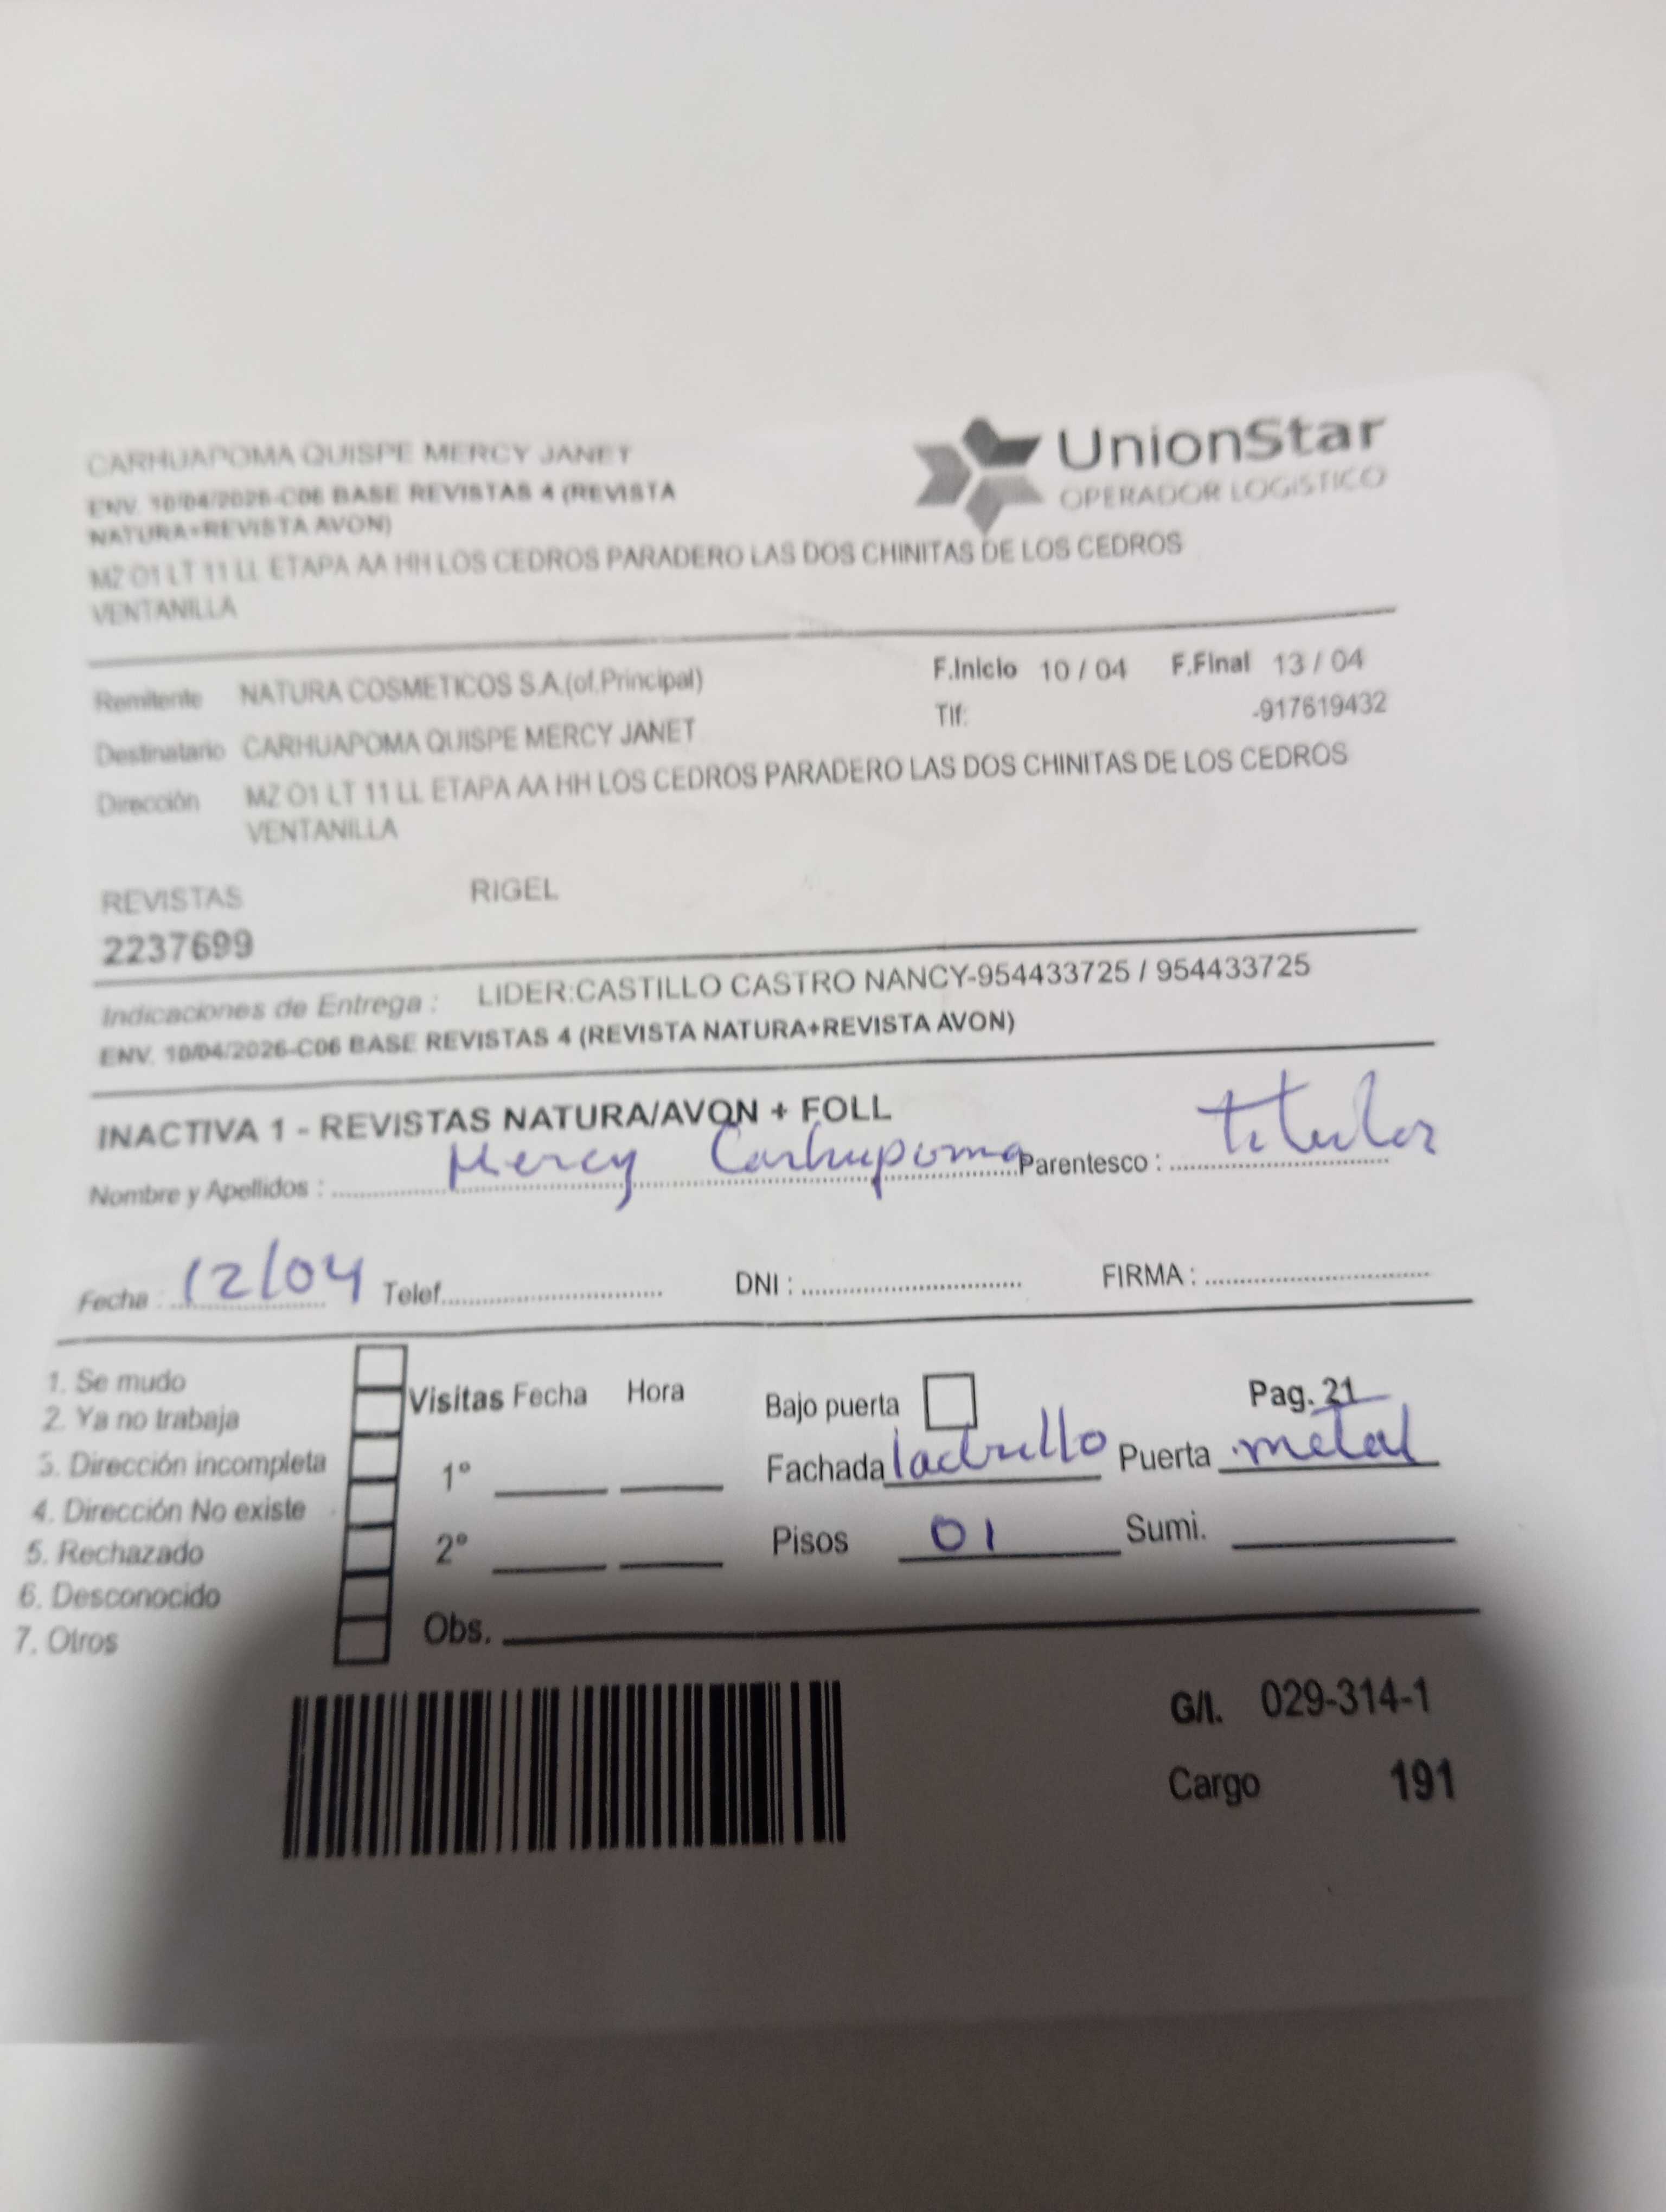 CARHUAPOMA QUISPE MERCY JANET
UnionStar
OPERADOR LOGISTICO
ENV. 10/04/2026-C06 BASE REVISTAS 4 (REVISTA
NATURA+REVISTA AVON)
MZ O1 LT 11 LL ETAPA AA HH LOS CEDROS PARADERO LAS DOS CHINITAS DE LOS CEDROS
VENTANILLA
Remitente NATURA COSMETICOS S.A.(of.Principal) F.Inicio 10 / 04 F.Final 13 / 04
Tlf: -917619432
Destinatario CARHUAPOMA QUISPE MERCY JANET
Dirección MZ O1 LT 11 LL ETAPA AA HH LOS CEDROS PARADERO LAS DOS CHINITAS DE LOS CEDROS
VENTANILLA
REVISTAS RIGEL
2237699
Indicaciones de Entrega : LIDER:CASTILLO CASTRO NANCY-954433725 / 954433725
ENV. 10/04/2026-C06 BASE REVISTAS 4 (REVISTA NATURA+REVISTA AVON)
INACTIVA 1 - REVISTAS NATURA/AVON + FOLL
Nombre y Apellidos : Mercy Carhupoma Parentesco : titular
Fecha : 12/04 Telef. DNI : FIRMA :
1. Se mudo
2. Ya no trabaja
3. Dirección incompleta
4. Dirección No existe
5. Rechazado
6. Desconocido
7. Otros
Visitas Fecha Hora
1°
2°
Bajo puerta Pag. 21
Fachada ladrillo Puerta metal
Pisos 01 Sumi.
Obs.
G/I. 029-314-1
Cargo 191